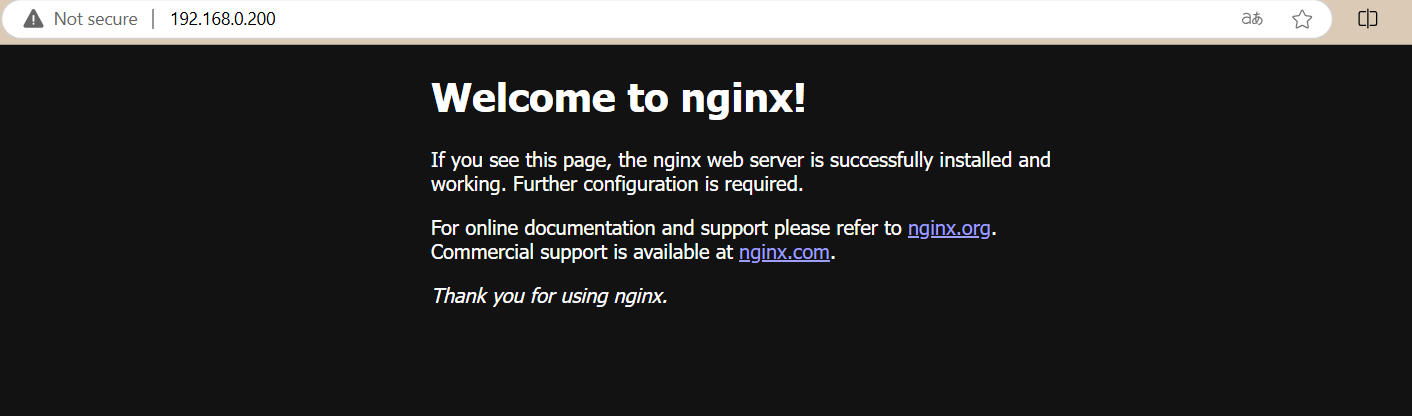 Not secure | 192.168.0.200
aあ
Welcome to nginx!
If you see this page, the nginx web server is successfully installed and
working. Further configuration is required.
For online documentation and support please refer to nginx.org.
Commercial support is available at nginx.com.
Thank you for using nginx.